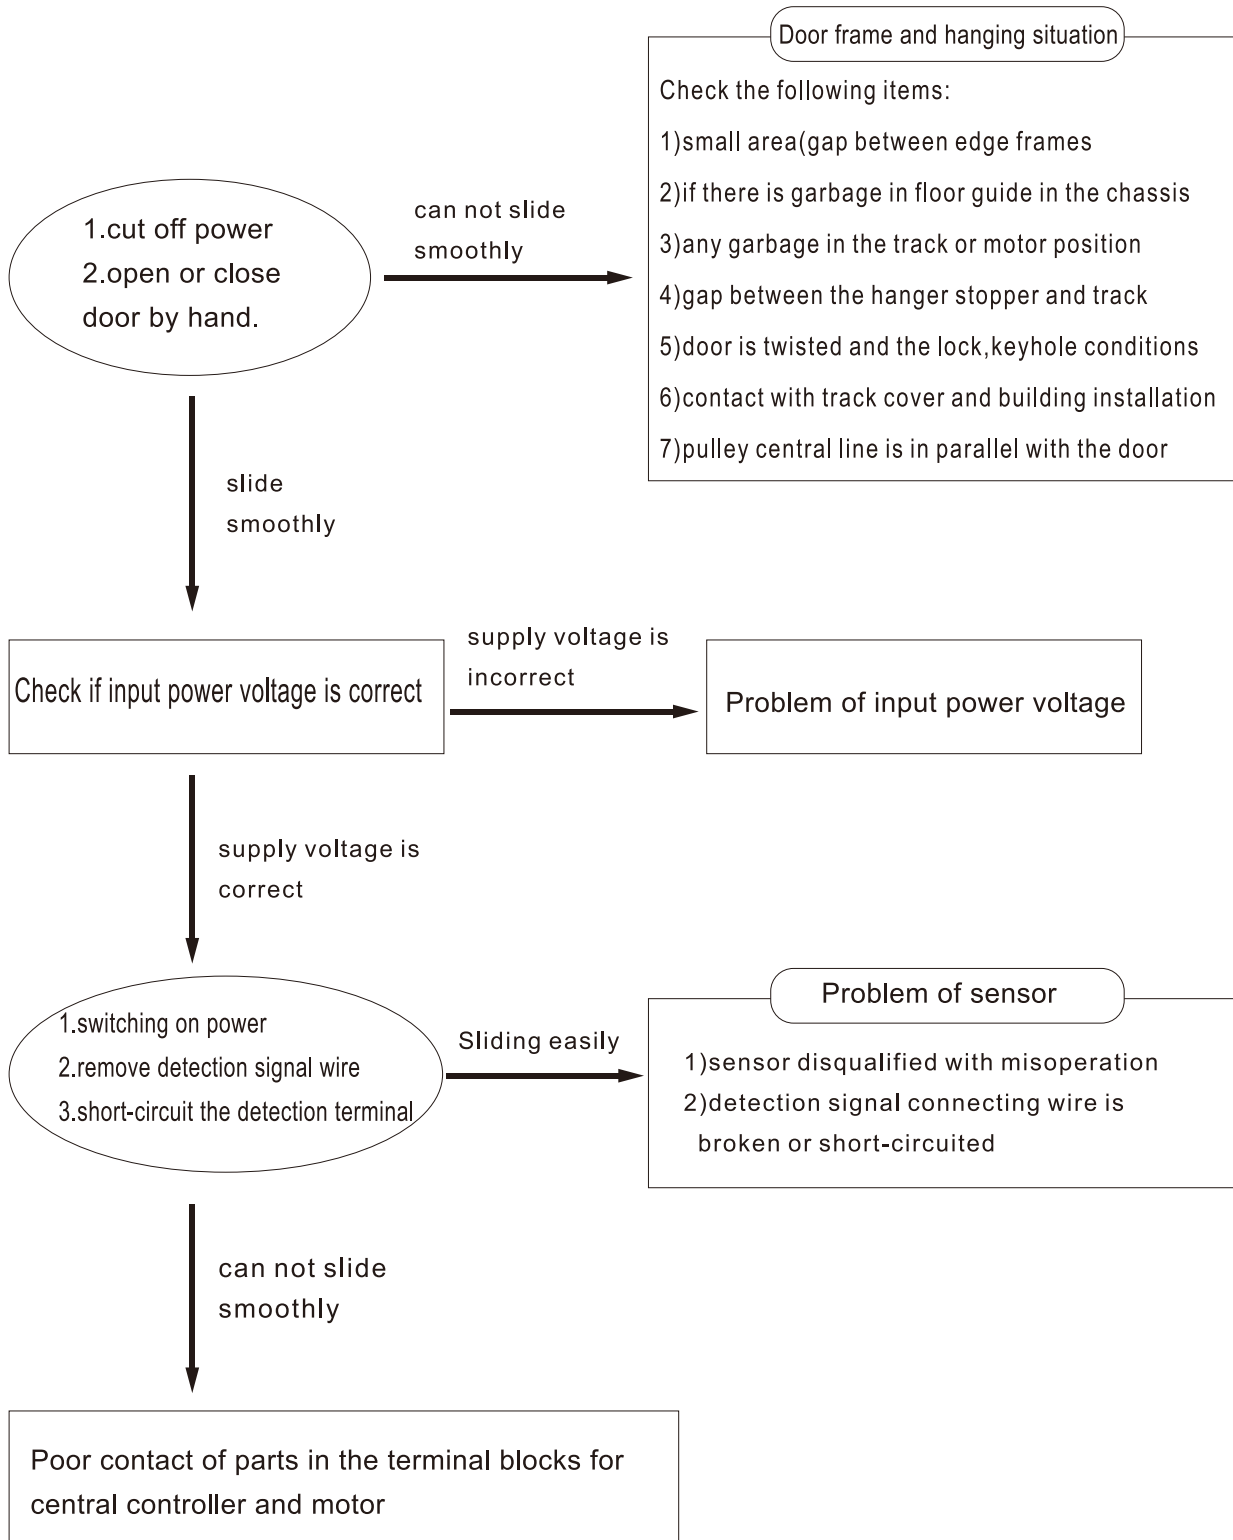 Door frame and hanging situation
Check the following items:
1)small area(gap between edge frames
2)if there is garbage in floor guide in the chassis
3)any garbage in the track or motor position
4)gap between the hanger stopper and track
5)door is twisted and the lock,keyhole conditions
6)contact with track cover and building installation
7)pulley central line is in parallel with the door
1.cut off power
2.open or close
door by hand.
can not slide
smoothly
slide
smoothly
Check if input power voltage is correct
supply voltage is
incorrect
Problem of input power voltage
supply voltage is
correct
1.switching on power
2.remove detection signal wire
3.short-circuit the detection terminal
Sliding easily
Problem of sensor
1)sensor disqualified with misoperation
2)detection signal connecting wire is
broken or short-circuited
can not slide
smoothly
Poor contact of parts in the terminal blocks for
central controller and motor